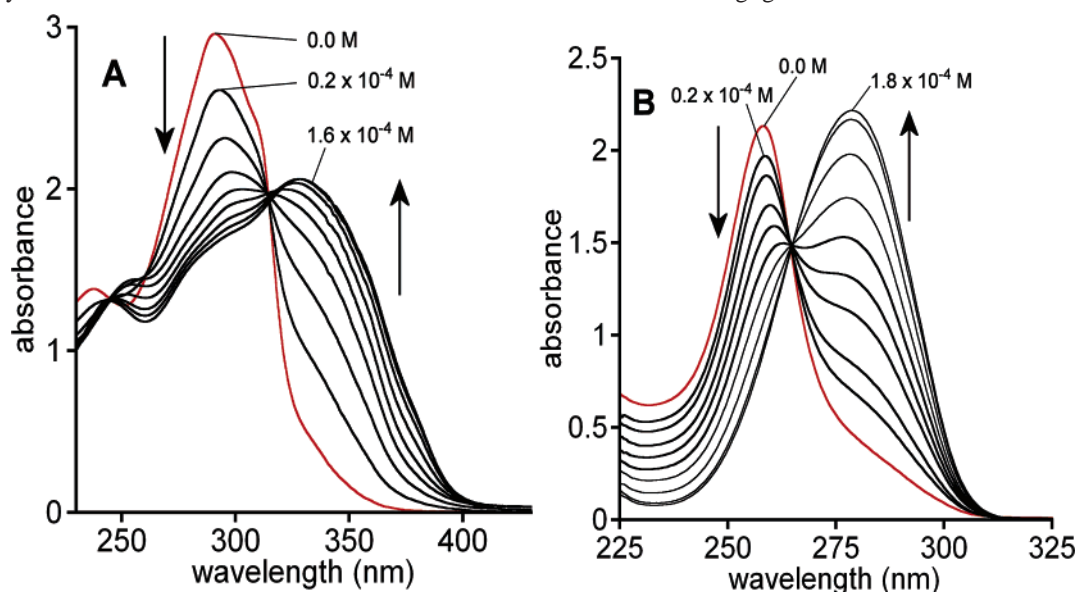 3
A
0.0 M
0.2 x 10⁻⁴ M
1.6 x 10⁻⁴ M
2
1
0
absorbance
250
300
350
400
wavelength (nm)
2.5
B
0.0 M
0.2 x 10⁻⁴ M
1.8 x 10⁻⁴ M
2
1.5
1
0.5
0
absorbance
225
250
275
300
325
wavelength (nm)